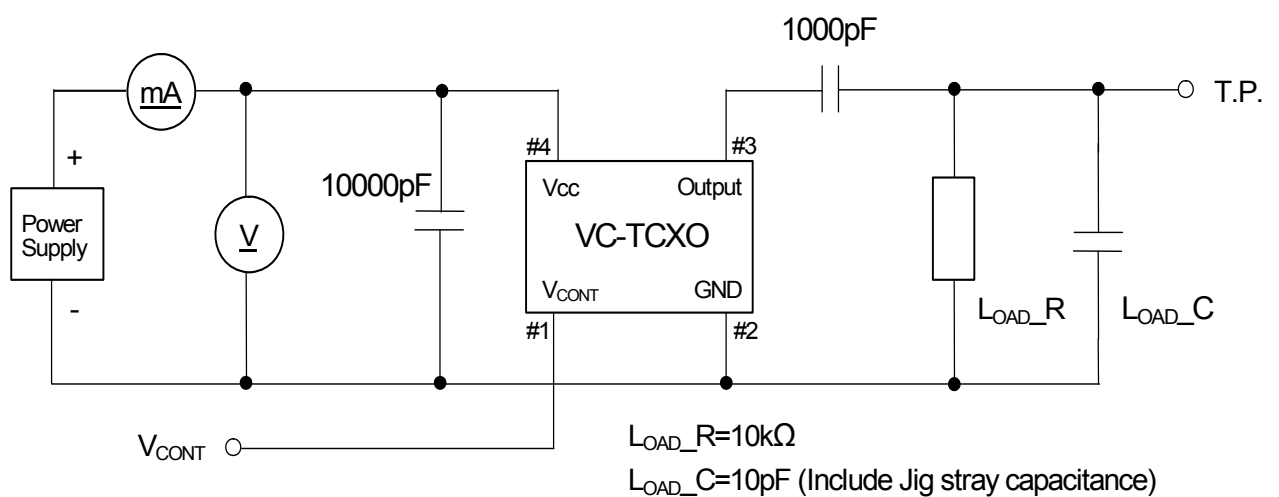 1000pF
mA
T.P.
#4
#3
+
10000pF
Vcc
Output
Power
Supply
V
VC-TCXO
VCONT
GND
-
#1
#2
LOAD_R
LOAD_C
VCONT
LOAD_R=10kΩ
LOAD_C=10pF (Include Jig stray capacitance)